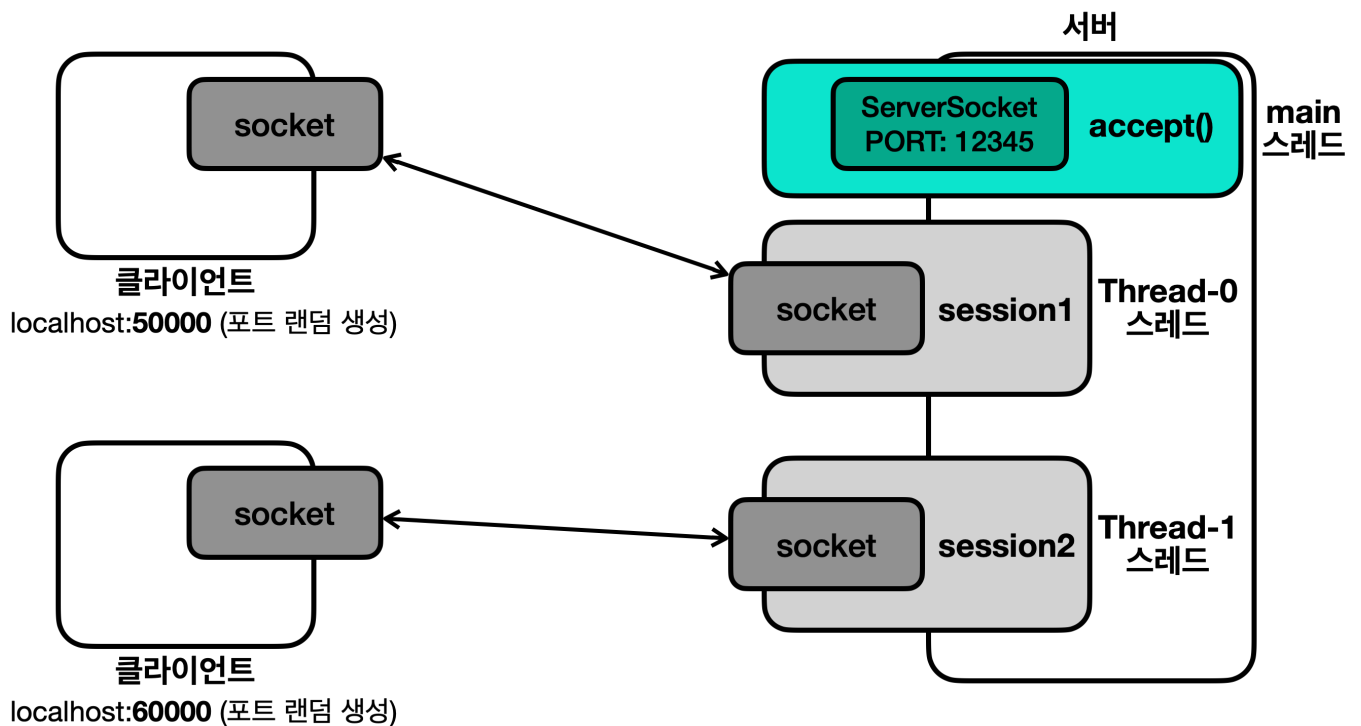 서버
socket
ServerSocket
PORT: 12345
accept()
main
스레드
클라이언트
localhost:50000 (포트 랜덤 생성)
socket
session1
Thread-0
스레드
socket
socket
session2
Thread-1
스레드
클라이언트
localhost:60000 (포트 랜덤 생성)